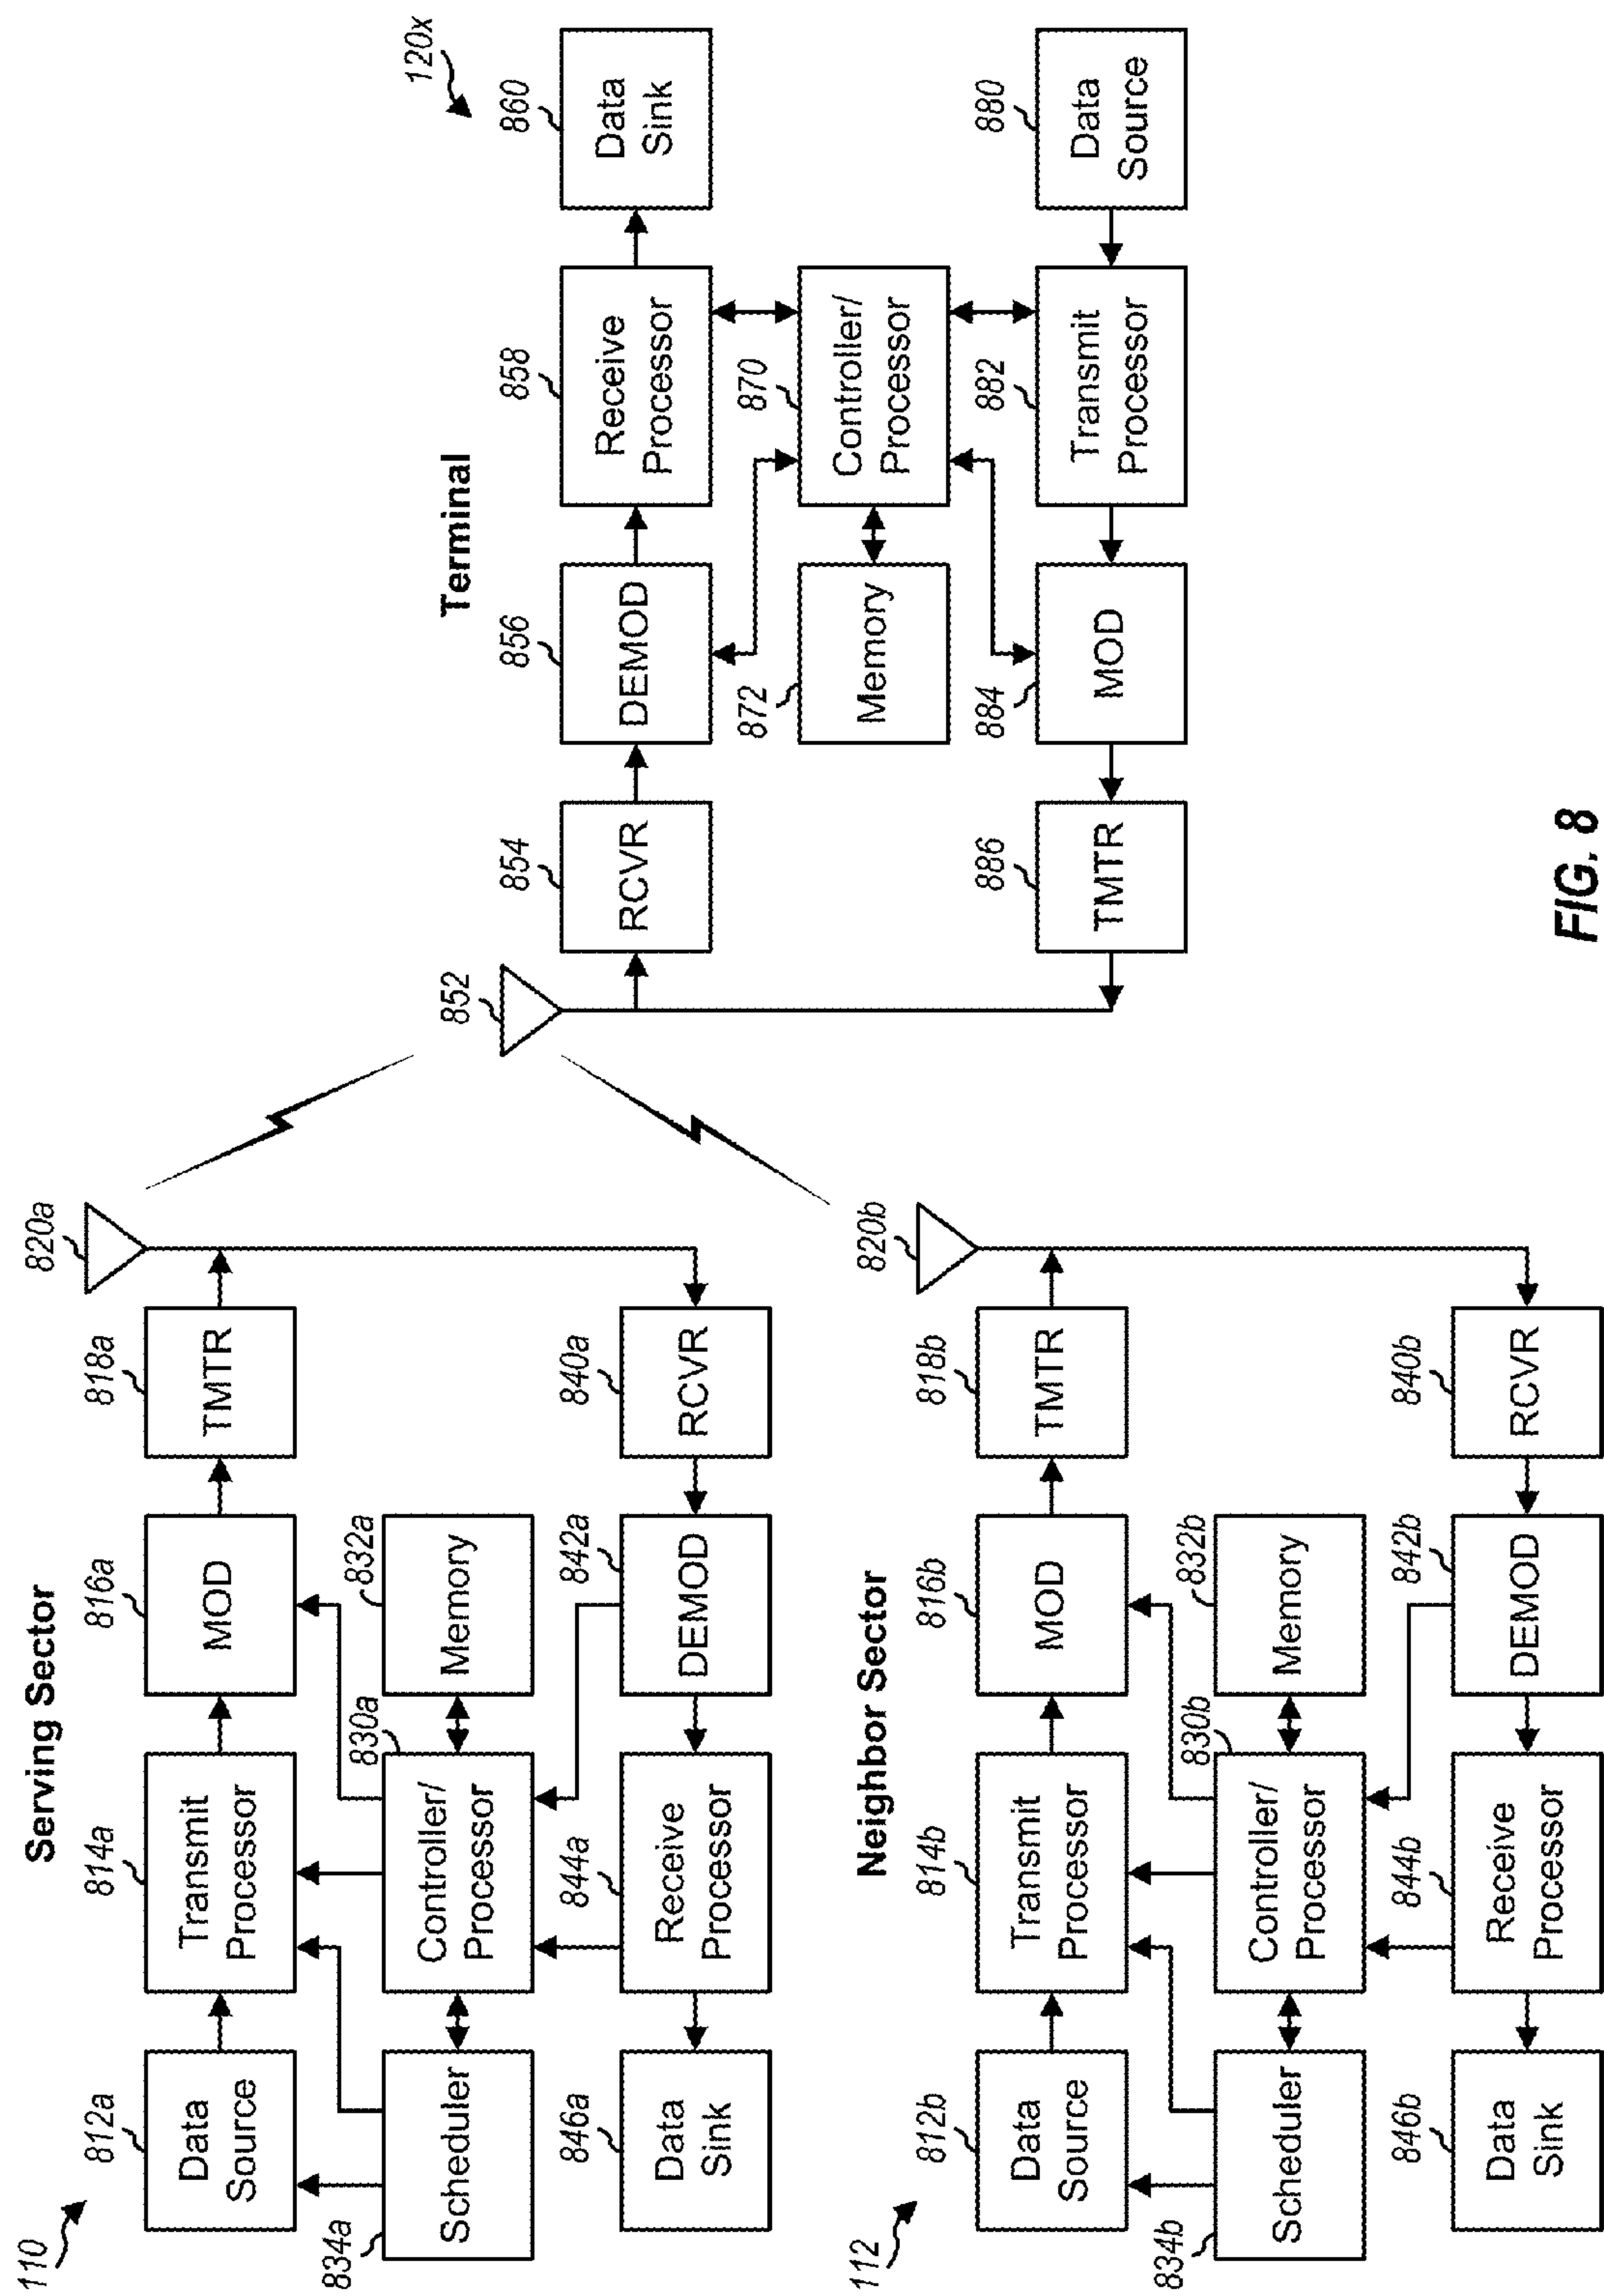 Serving Sector
110
812a
814a
816a
818a
820a
Data
Source
Transmit
Processor
MOD
TMTR
834a
830a
832a
Scheduler
Controller/
Processor
Memory
846a
844a
842a
840a
Data
Sink
Receive
Processor
DEMOD
RCVR
Neighbor Sector
112
812b
814b
816b
818b
820b
Data
Source
Transmit
Processor
MOD
TMTR
834b
830b
832b
Scheduler
Controller/
Processor
Memory
846b
844b
842b
840b
Data
Sink
Receive
Processor
DEMOD
RCVR
Terminal
120x
852
854
856
858
860
RCVR
DEMOD
Receive
Processor
Data
Sink
872
870
Memory
Controller/
Processor
886
884
882
880
TMTR
MOD
Transmit
Processor
Data
Source
FIG. 8